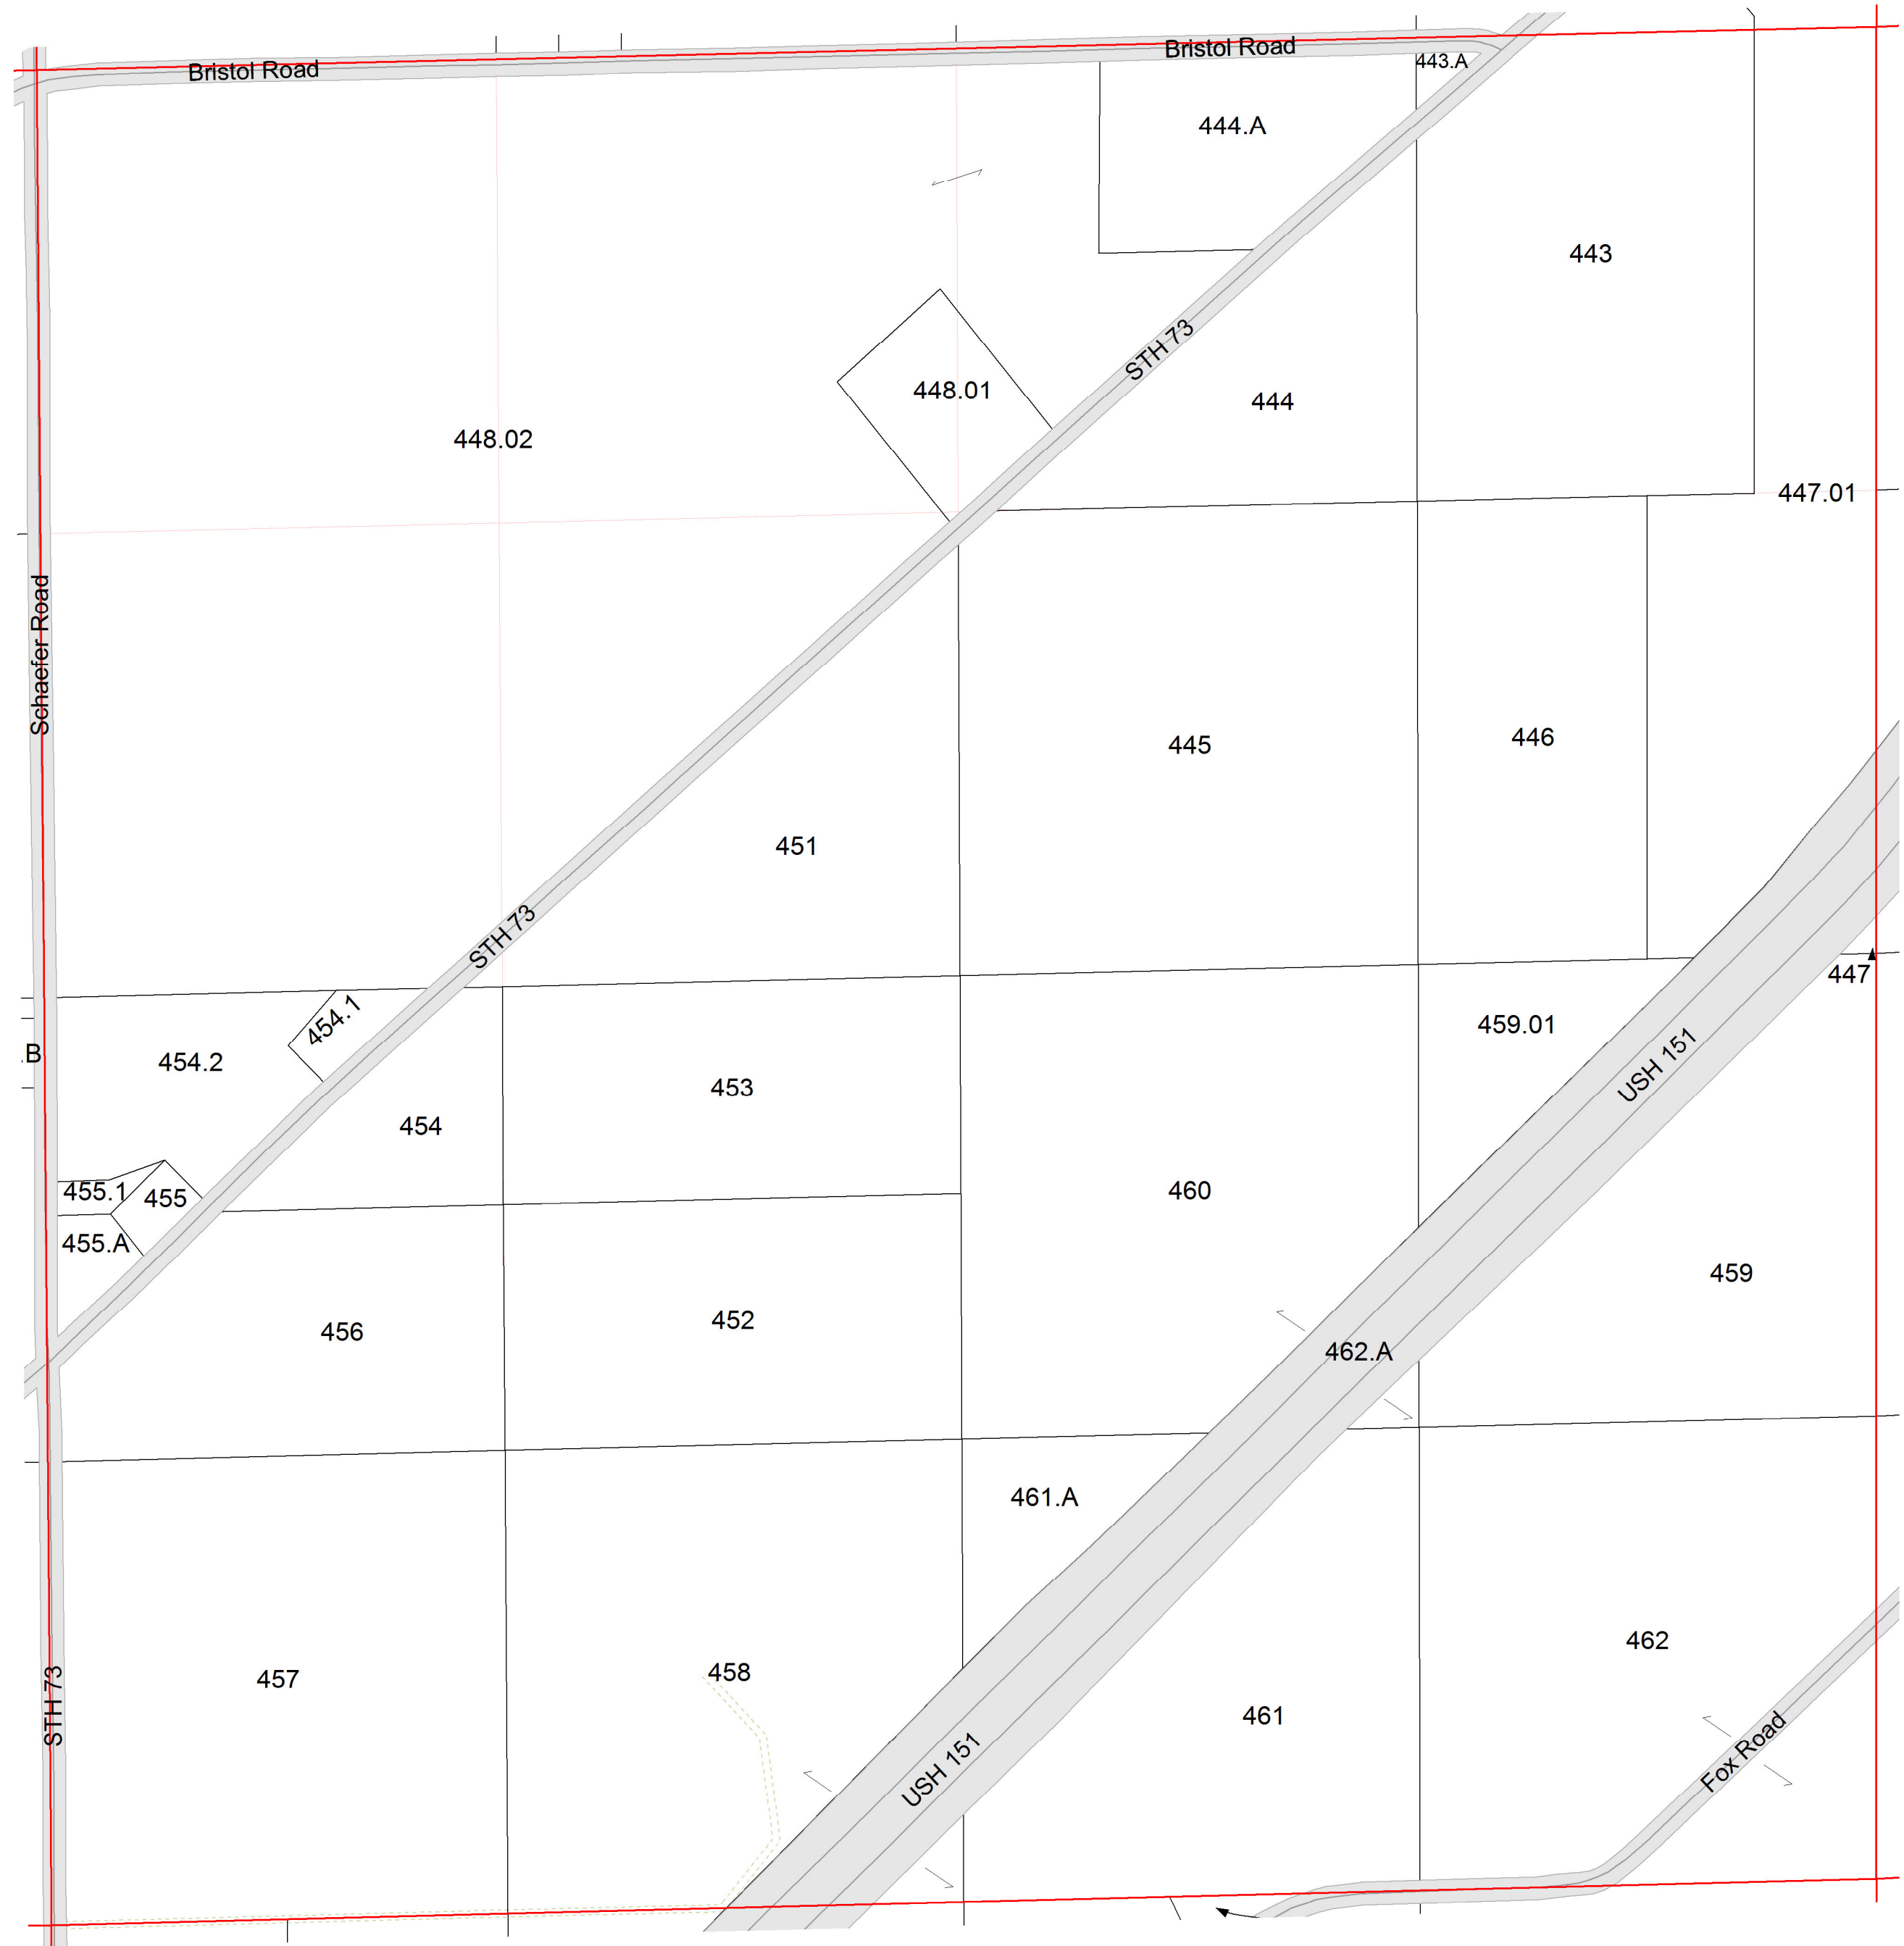 Bristol Road
Bristol Road
443.A
444.A
443
STH 73
448.01
444
448.02
447.01
Schaefer Road
445
446
451
STH 73
447
454.1
459.01
.B
454.2
USH 151
453
454
455.1
455
460
455.A
459
456
452
462.A
461.A
462
457
458
STH 73
461
USH 151
Fox Road